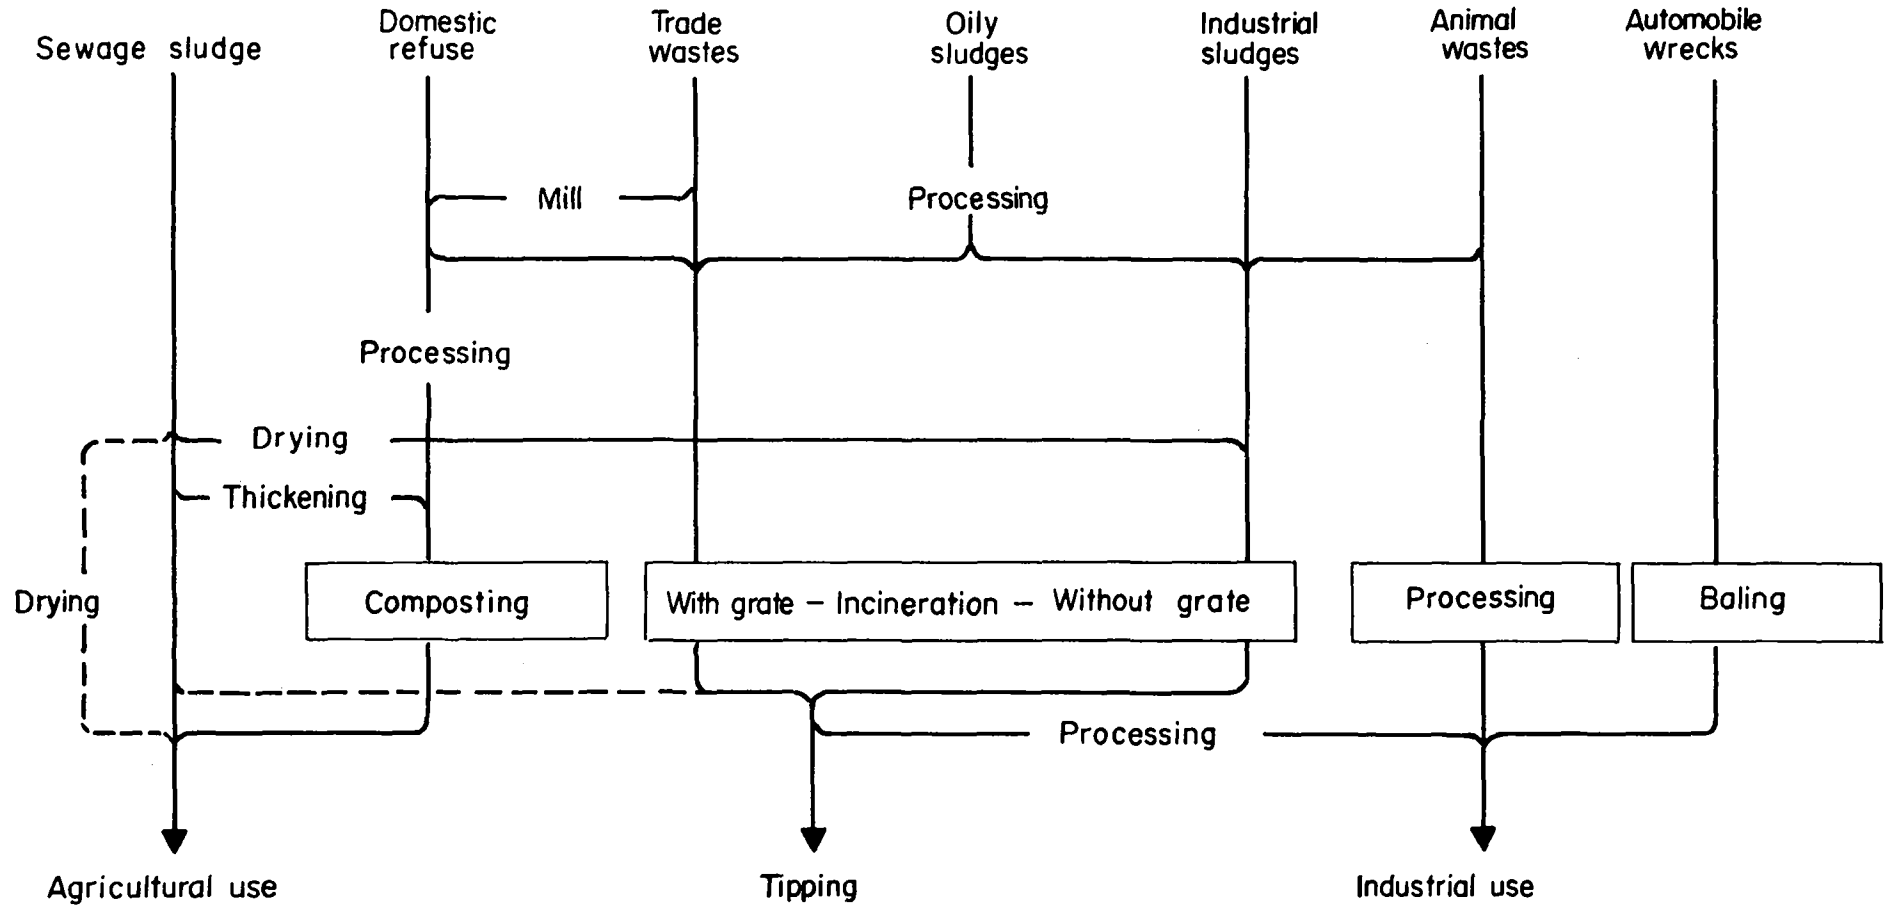 Sewage sludge
Domestic
refuse
Trade
wastes
Oily
sludges
Industrial
sludges
Animal
wastes
Automobile
wrecks
Mill
Processing
Processing
Drying
Thickening
Drying
Composting
With grate – Incineration – Without grate
Processing
Baling
Processing
Agricultural use
Tipping
Industrial use